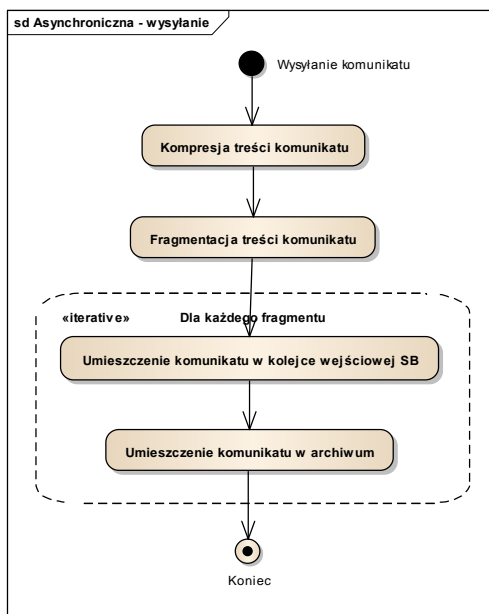 sd Asynchroniczna - wysyłanie
Wysyłanie komunikatu
Kompresja treści komunikatu
Fragmentacja treści komunikatu
«iterative» Dla każdego fragmentu
Umieszczenie komunikatu w kolejce wejściowej SB
Umieszczenie komunikatu w archiwum
Koniec